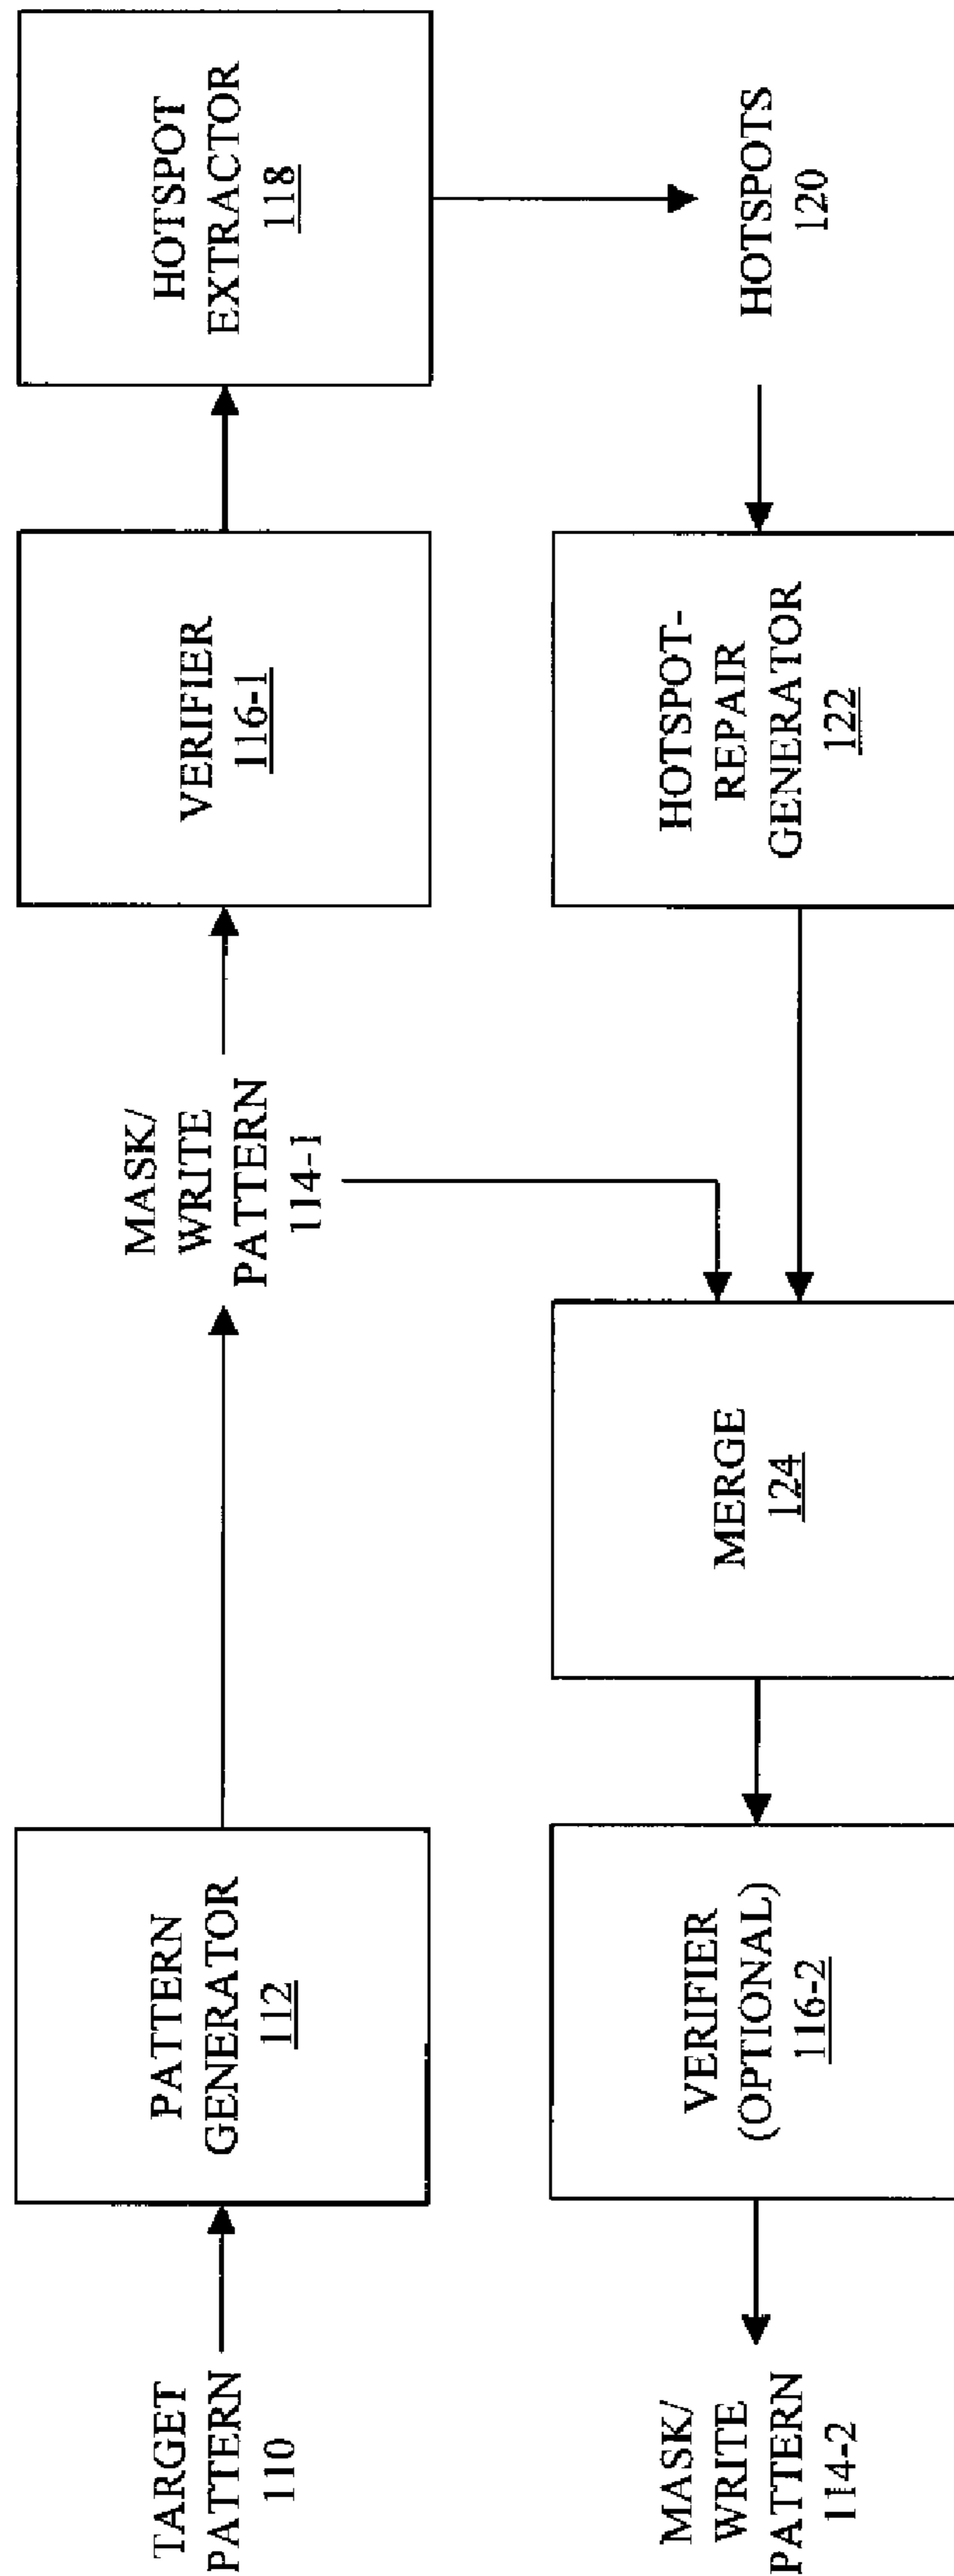 TARGET
PATTERN
110
PATTERN
GENERATOR
112
MASK/
WRITE
PATTERN
114-1
VERIFIER
116-1
HOTSPOT
EXTRACTOR
118
HOTSPOTS
120
HOTSPOT-
REPAIR
GENERATOR
122
MERGE
124
VERIFIER
(OPTIONAL)
116-2
MASK/
WRITE
PATTERN
114-2